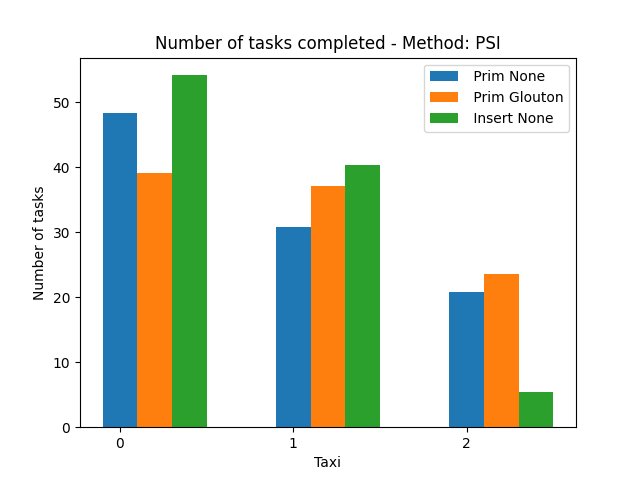 Number of tasks completed - Method: PSI
Prim None
Prim Glouton
Insert None
Number of tasks
50
40
30
20
10
0
0 1 2
Taxi